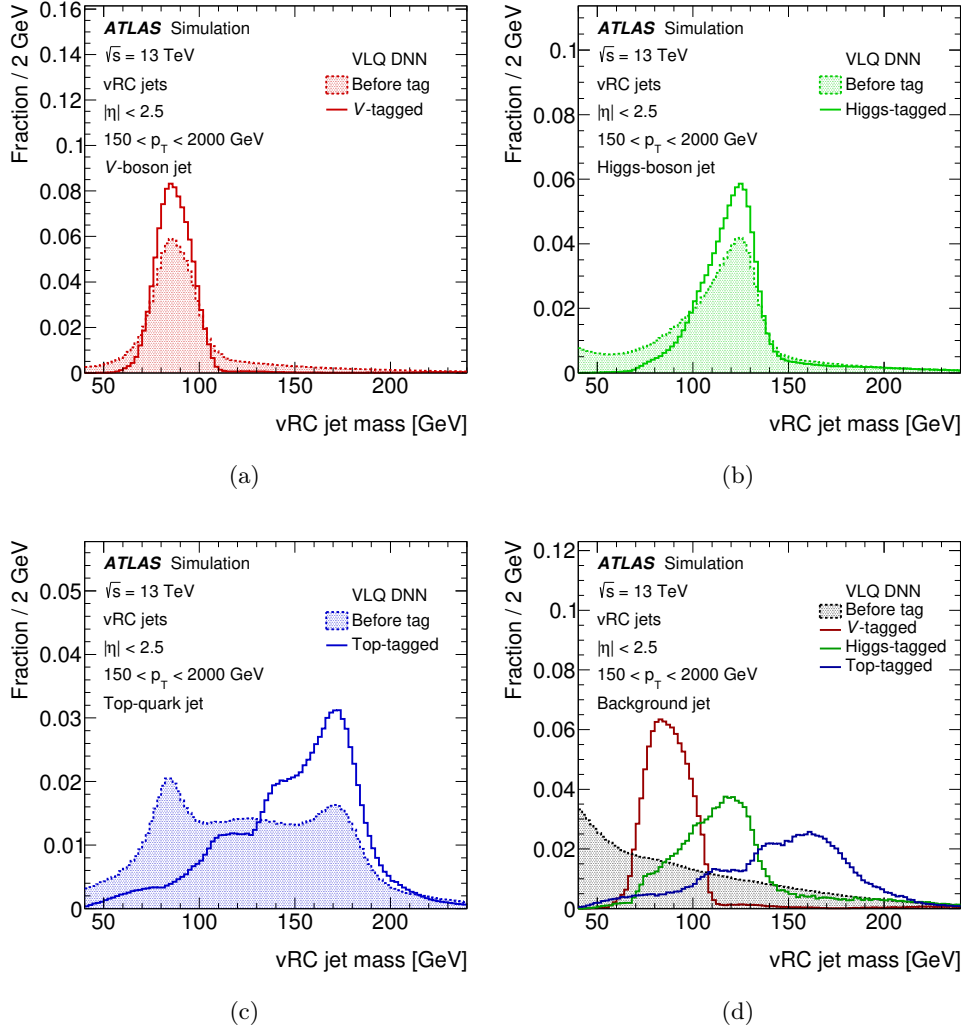 Fraction / 2 GeV
0.16
0.14
0.12
0.1
0.08
0.06
0.04
0.02
0
ATLAS Simulation
√s = 13 TeV
vRC jets
|η| < 2.5
150 < p_T < 2000 GeV
V-boson jet
VLQ DNN
Before tag
V-tagged
50 100 150 200
vRC jet mass [GeV]
(a)
Fraction / 2 GeV
0.1
0.08
0.06
0.04
0.02
0
ATLAS Simulation
√s = 13 TeV
vRC jets
|η| < 2.5
150 < p_T < 2000 GeV
Higgs-boson jet
VLQ DNN
Before tag
Higgs-tagged
50 100 150 200
vRC jet mass [GeV]
(b)
Fraction / 2 GeV
0.05
0.04
0.03
0.02
0.01
0
ATLAS Simulation
√s = 13 TeV
vRC jets
|η| < 2.5
150 < p_T < 2000 GeV
Top-quark jet
VLQ DNN
Before tag
Top-tagged
50 100 150 200
vRC jet mass [GeV]
(c)
Fraction / 2 GeV
0.12
0.1
0.08
0.06
0.04
0.02
0
ATLAS Simulation
√s = 13 TeV
vRC jets
|η| < 2.5
150 < p_T < 2000 GeV
Background jet
VLQ DNN
Before tag
V-tagged
Higgs-tagged
Top-tagged
50 100 150 200
vRC jet mass [GeV]
(d)